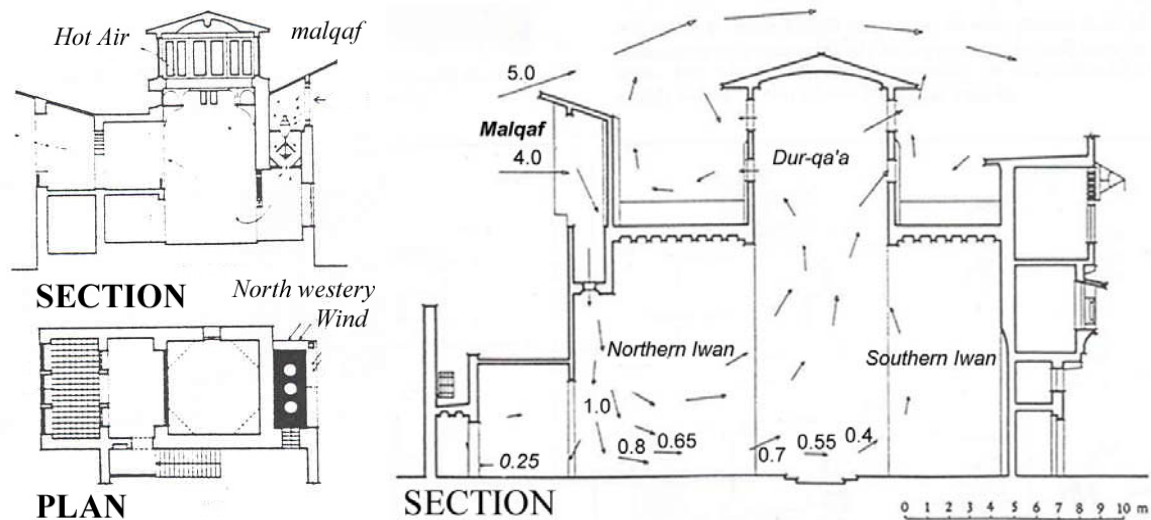 Hot Air
malqaf
SECTION
North westery
Wind
PLAN
5.0
Malqaf
4.0
Dur-qa'a
Northern Iwan
Southern Iwan
1.0
0.8
0.65
0.7
0.55
0.4
0.25
SECTION
0 1 2 3 4 5 6 7 8 9 10 m